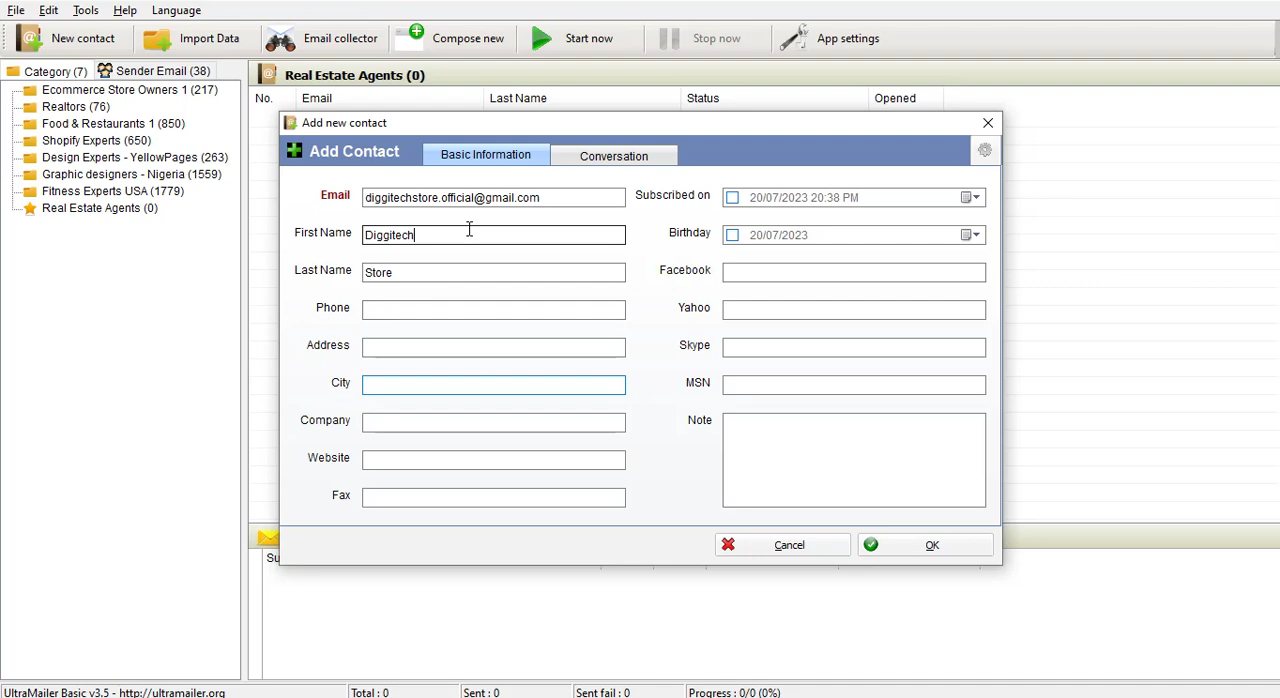 File Edit Tools Help Language
New contact Import Data Email collector Compose new Start now Stop now App settings
Category (7) Sender Email (38)
Ecommerce Store Owners 1 (217)
Realtors (76)
Food & Restaurants 1 (850)
Shopify Experts (650)
Design Experts - YellowPages (263)
Graphic designers - Nigeria (1559)
Fitness Experts USA (1779)
Real Estate Agents (0)
Real Estate Agents (0)
No. Email Last Name Status Opened
Add new contact
Add Contact Basic Information Conversation
Email diggitechstore.official@gmail.com Subscribed on 20/07/2023 20:38 PM
First Name Diggitech Birthday 20/07/2023
Last Name Store Facebook
Phone Yahoo
Address Skype
City MSN
Company Note
Website
Fax
Cancel OK
Su
UltraMailer Basic v3.5 - http://ultramailer.org Total : 0 Sent : 0 Sent fail : 0 Progress : 0/0 (0%)